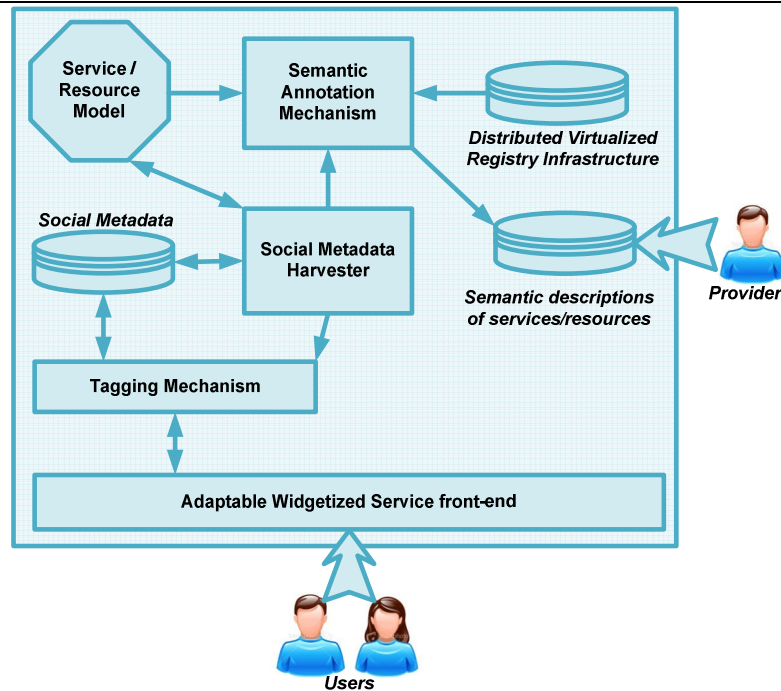 Service /
Resource
Model
Semantic
Annotation
Mechanism
Distributed Virtualized
Registry Infrastructure
Social Metadata
Social Metadata
Harvester
Semantic descriptions
of services/resources
Provider
Tagging Mechanism
Adaptable Widgetized Service front-end
Users